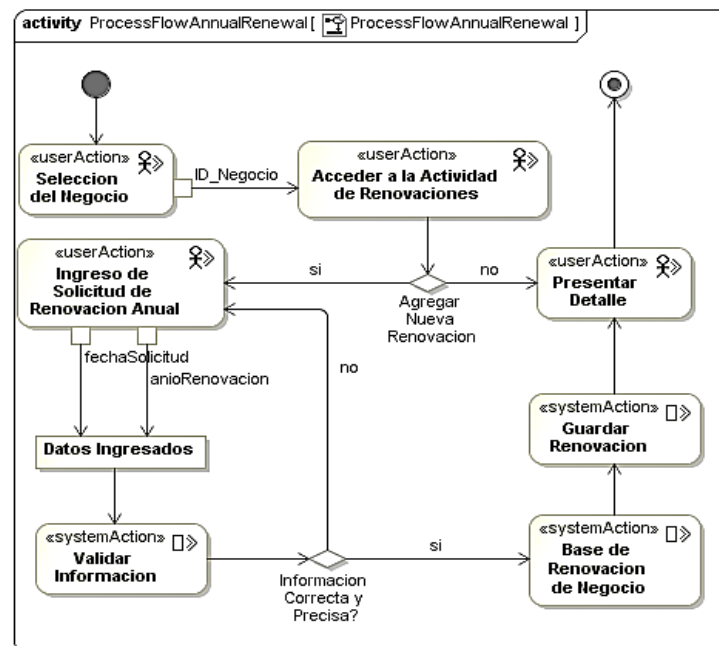 activity ProcessFlowAnnualRenewal[ ProcessFlowAnnualRenewal ]
«userAction»
Seleccion
del Negocio
ID_Negocio
«userAction»
Acceder a la Actividad
de Renovaciones
«userAction»
Ingreso de
Solicitud de
Renovacion Anual
si
no
Agregar
Nueva
Renovacion
«userAction»
Presentar
Detalle
fechaSolicitud
anioRenovacion
no
Datos Ingresados
«systemAction»
Guardar
Renovacion
«systemAction»
Validar
Informacion
si
Informacion
Correcta y
Precisa?
«systemAction»
Base de
Renovacion
de Negocio